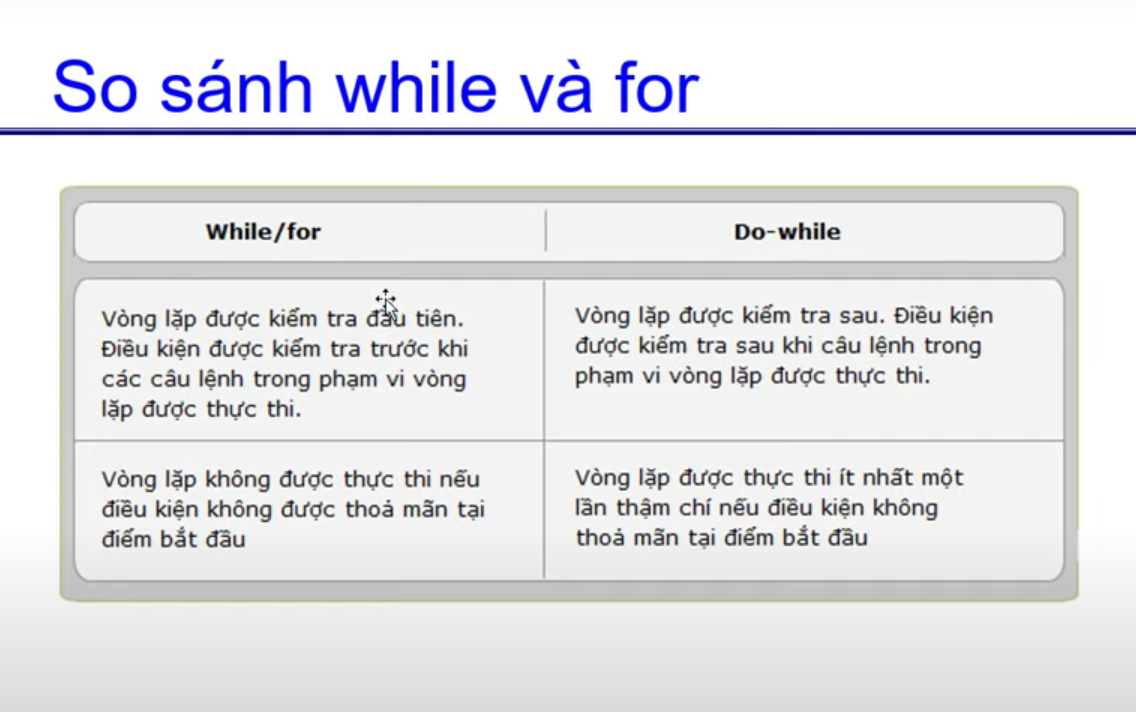 So sánh while và for
While/for
Do-while
Vòng lặp được kiểm tra đầu tiên.
Điều kiện được kiểm tra trước khi
các câu lệnh trong phạm vi vòng
lặp được thực thi.
Vòng lặp được kiểm tra sau. Điều kiện
được kiểm tra sau khi câu lệnh trong
phạm vi vòng lặp được thực thi.
Vòng lặp không được thực thi nếu
điều kiện không được thoả mãn tại
điểm bắt đầu
Vòng lặp được thực thi ít nhất một
lần thậm chí nếu điều kiện không
thoả mãn tại điểm bắt đầu